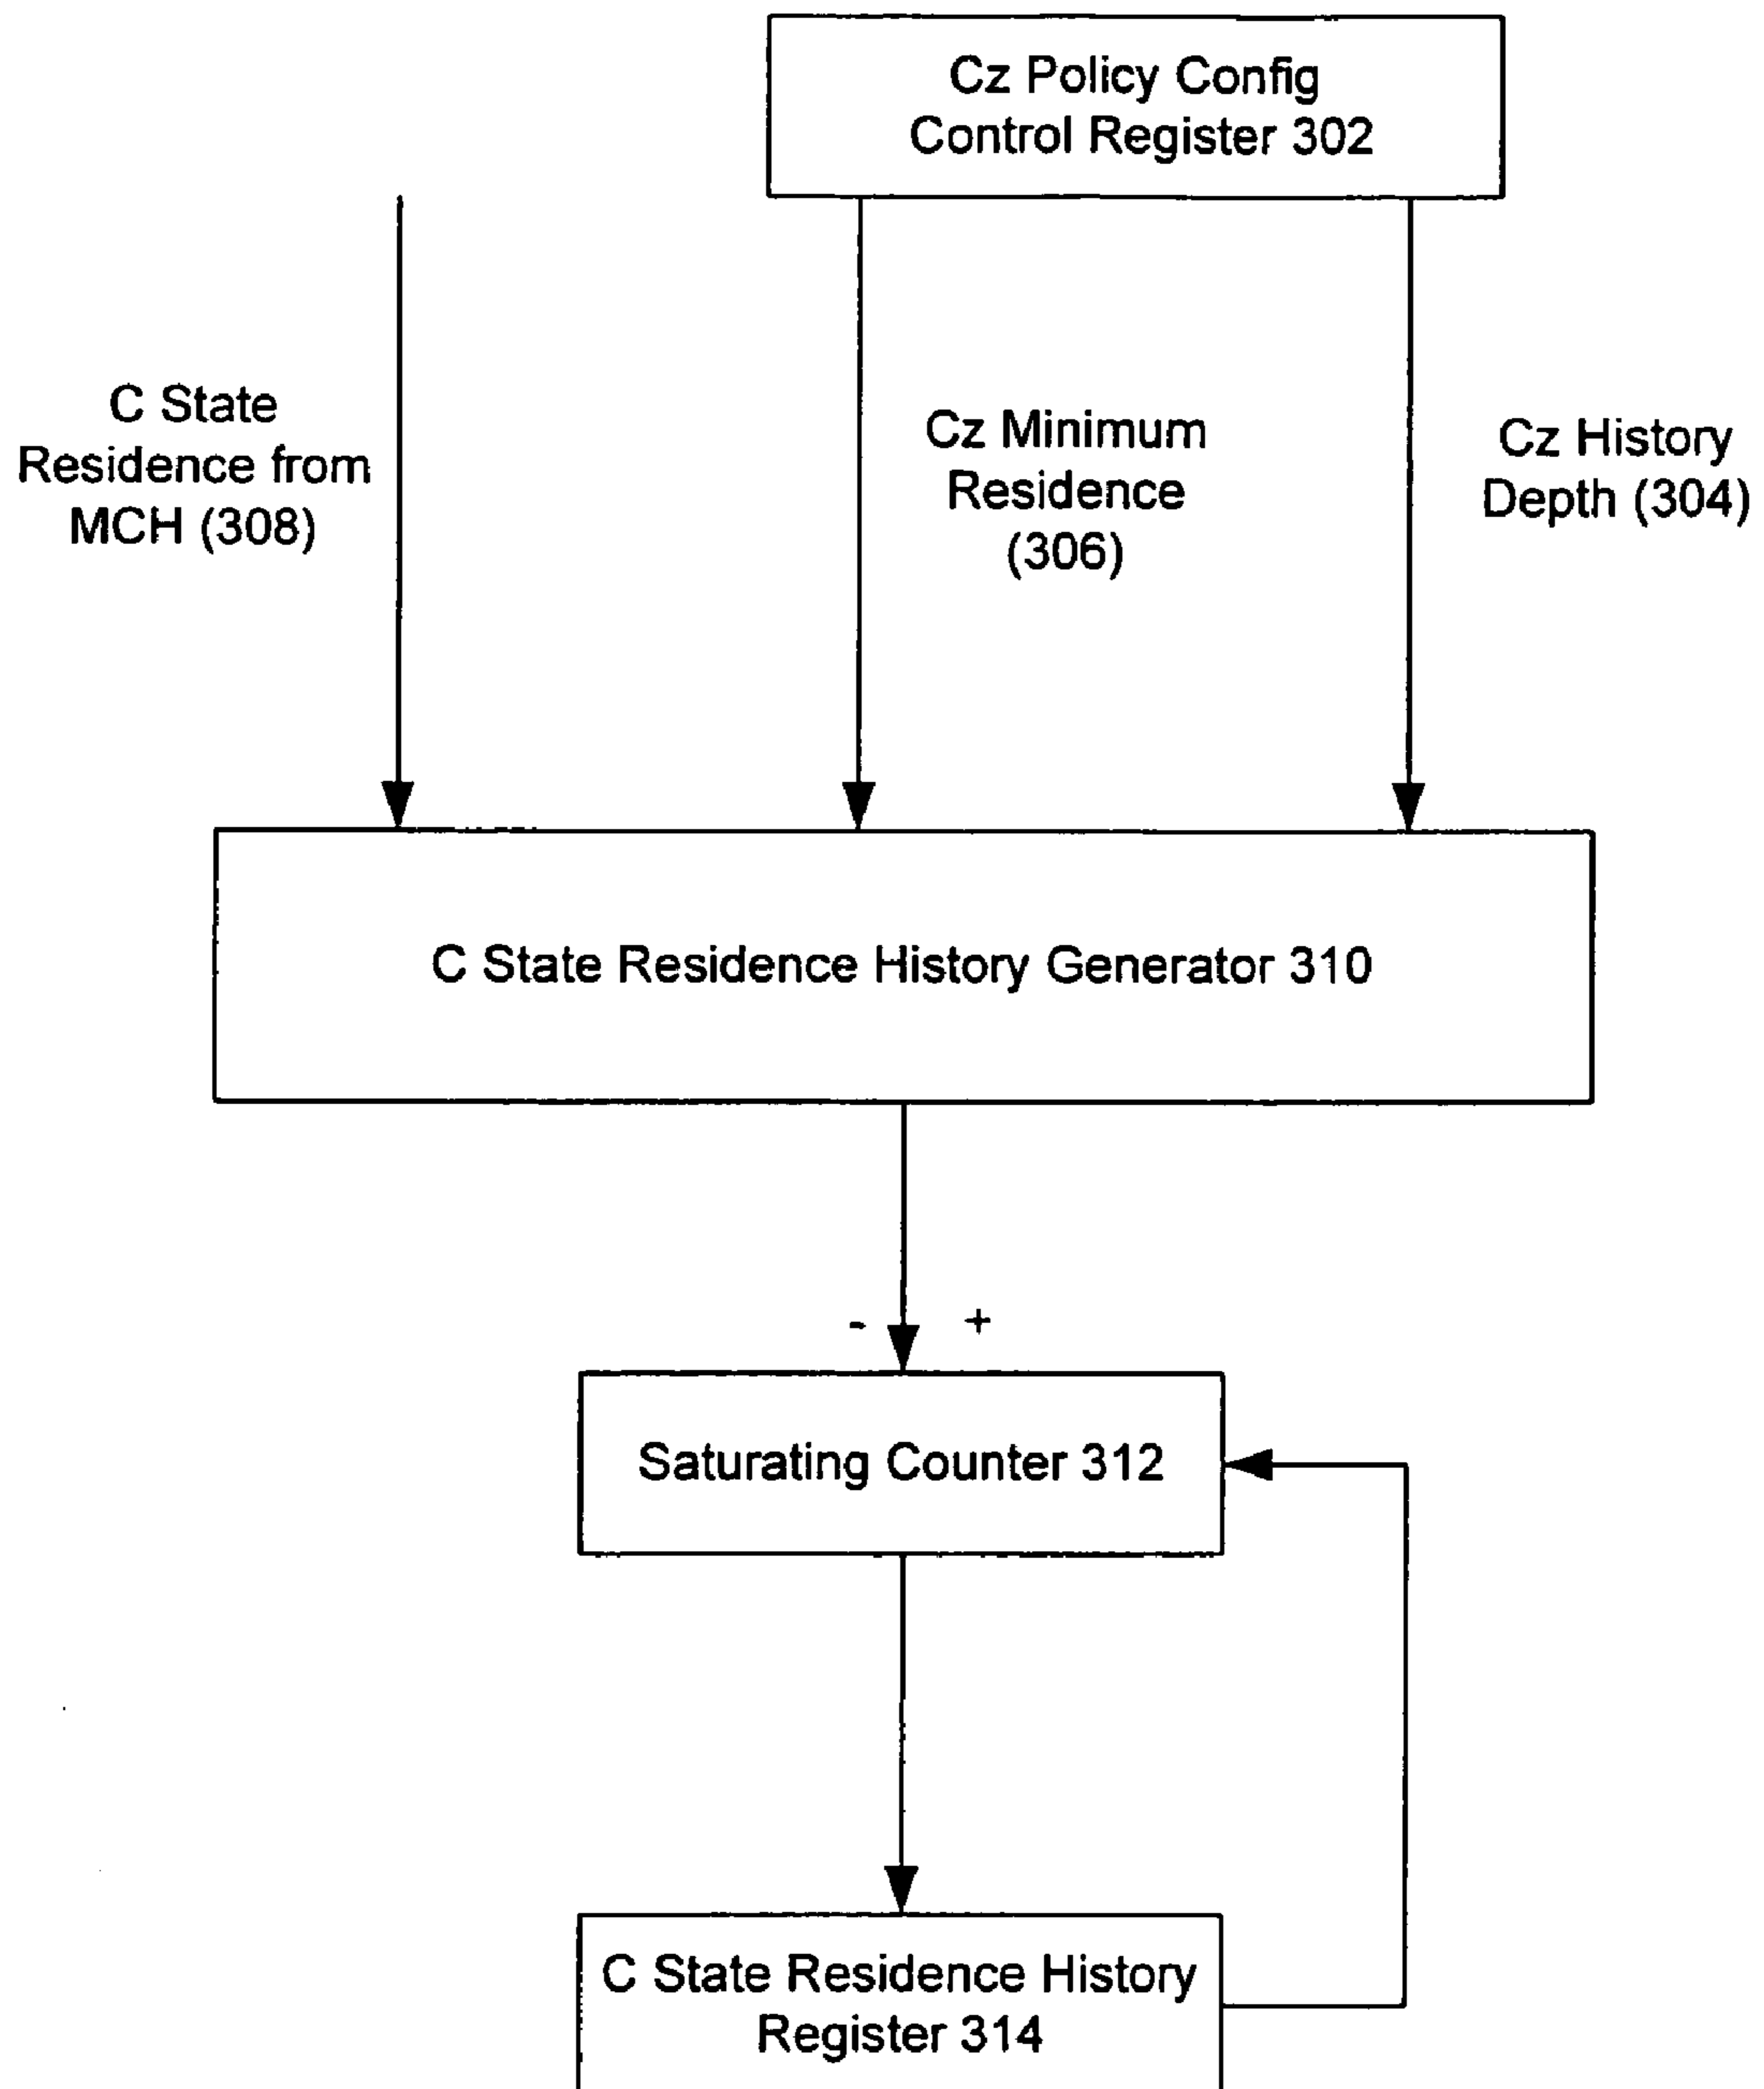 Cz Policy Config
Control Register 302
C State
Residence from
MCH (308)
Cz Minimum
Residence
(306)
Cz History
Depth (304)
C State Residence History Generator 310
- +
Saturating Counter 312
C State Residence History
Register 314